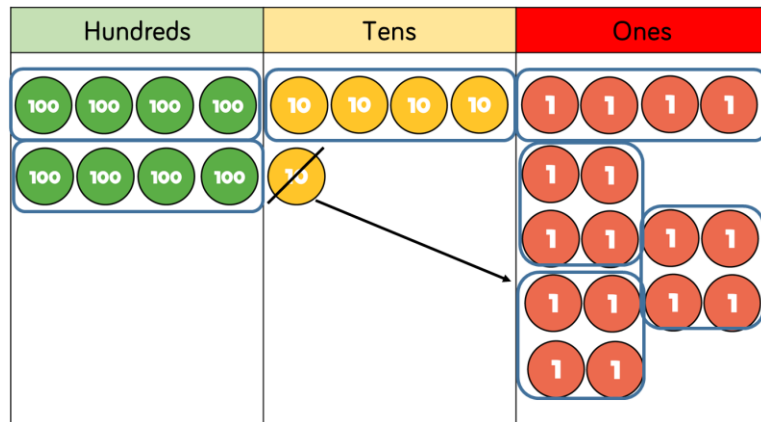 Hundreds Tens Ones
100 100 100 100 10 10 10 10 1 1 1 1
100 100 100 100 10 1 1
1 1 1 1
1 1 1 1
1 1